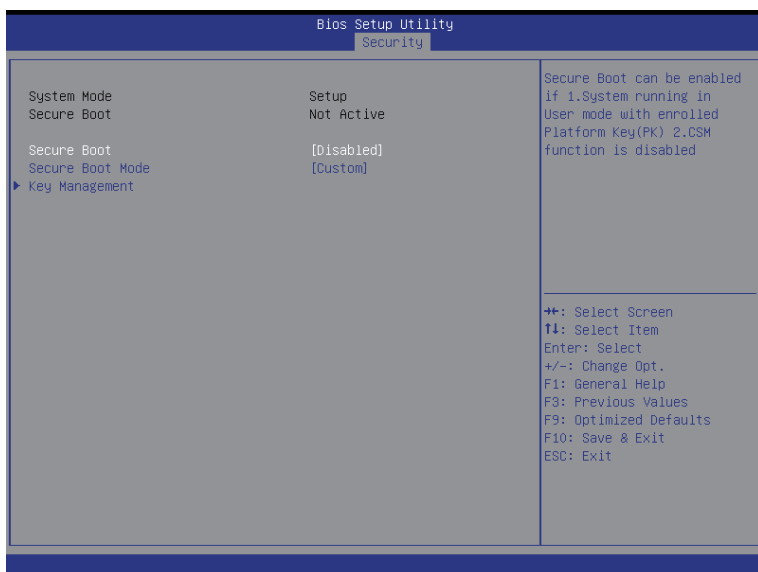 Bios Setup Utility
Security
System Mode Setup
Secure Boot Not Active
Secure Boot [Disabled]
Secure Boot Mode [Custom]
Key Management
Secure Boot can be enabled
if 1.System running in
User mode with enrolled
Platform Key(PK) 2.CSM
function is disabled
→←: Select Screen
↑↓: Select Item
Enter: Select
+/-: Change Opt.
F1: General Help
F3: Previous Values
F9: Optimized Defaults
F10: Save & Exit
ESC: Exit